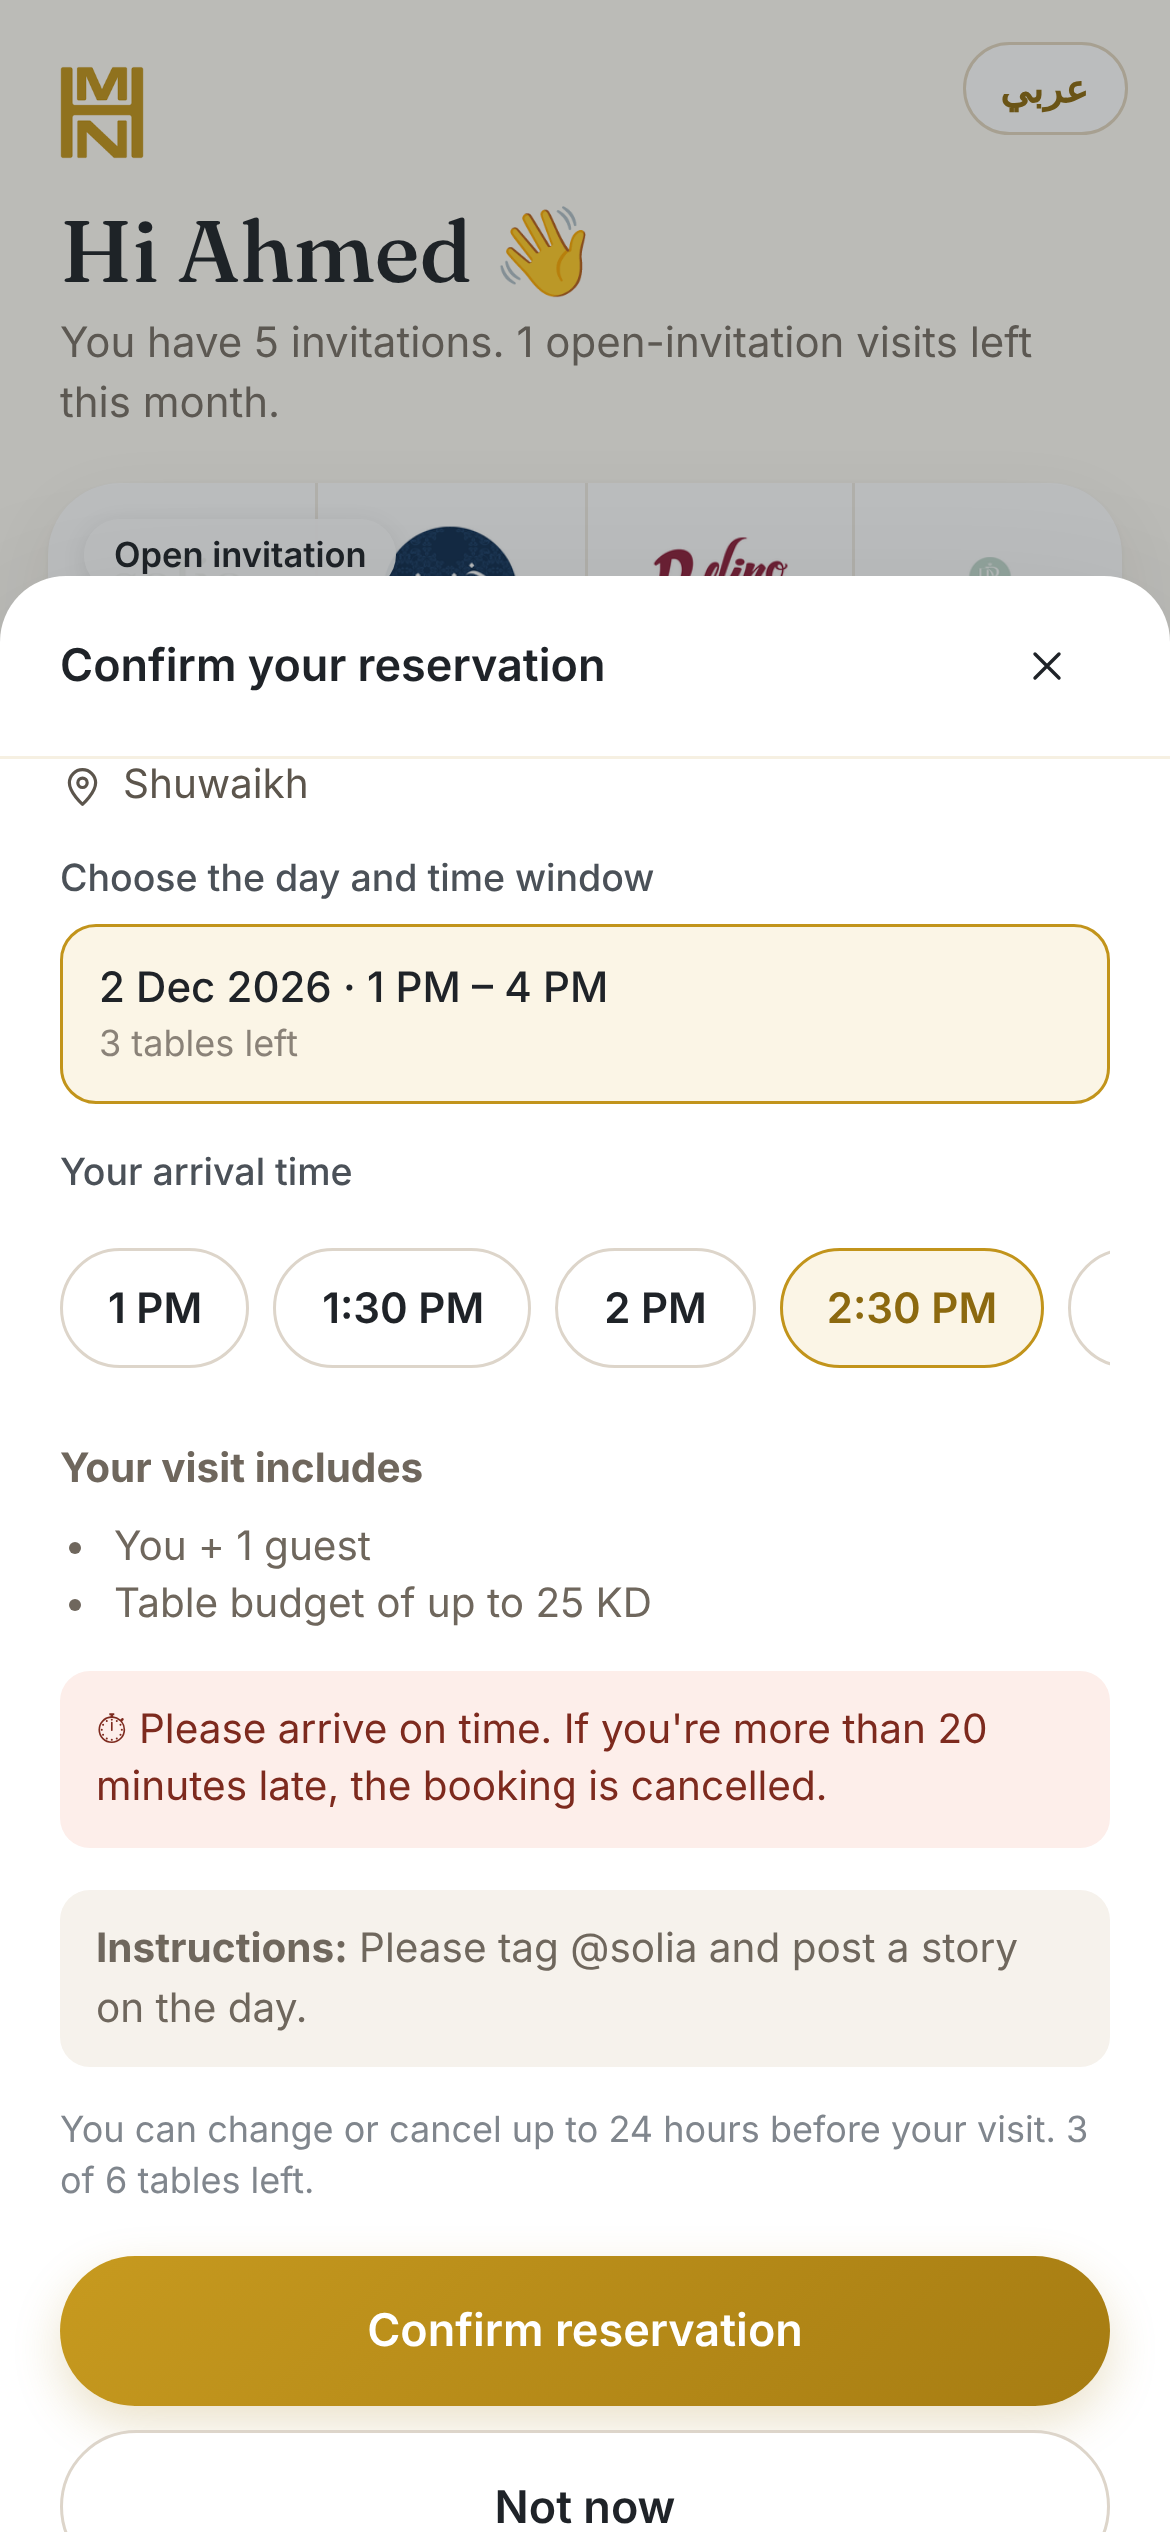 MHN
عربي
Hi Ahmed 👋
You have 5 invitations. 1 open-invitation visits left
this month.
Open invitation
Confirm your reservation
Shuwaikh
Choose the day and time window
2 Dec 2026 · 1 PM – 4 PM
3 tables left
Your arrival time
1 PM
1:30 PM
2 PM
2:30 PM
Your visit includes
• You + 1 guest
• Table budget of up to 25 KD
⏱ Please arrive on time. If you're more than 20
minutes late, the booking is cancelled.
Instructions: Please tag @solia and post a story
on the day.
You can change or cancel up to 24 hours before your visit. 3
of 6 tables left.
Confirm reservation
Not now